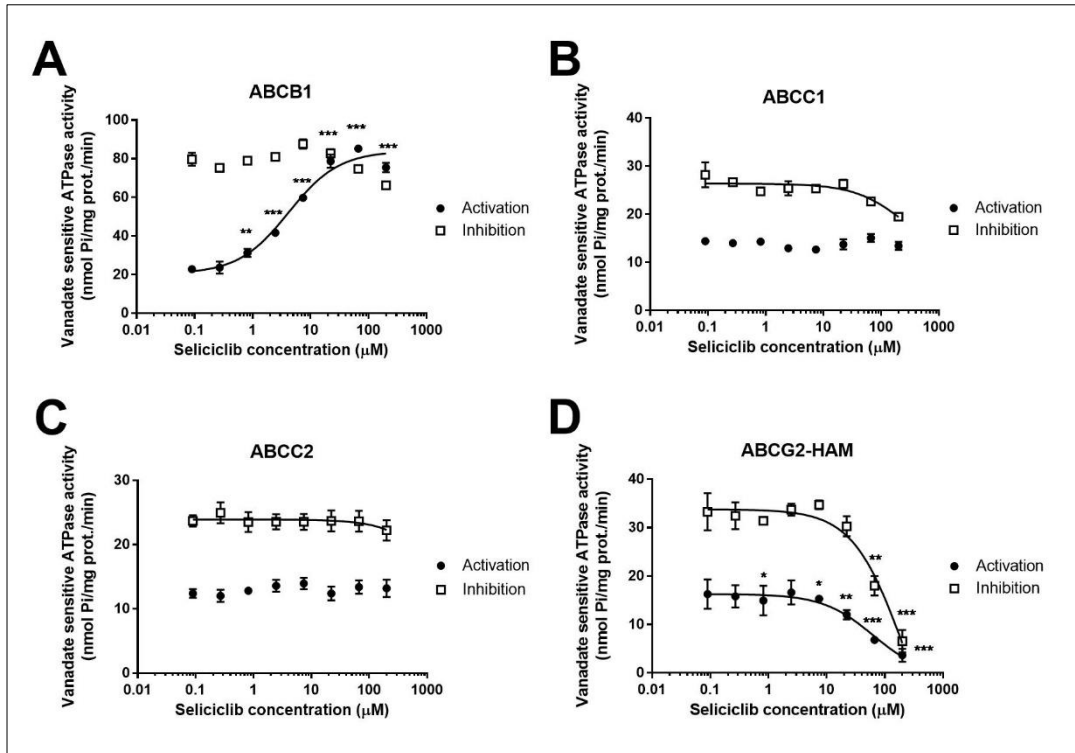 A
ABCB1
Vanadate sensitive ATPase activity
(nmol Pi/mg prot./min)
100
80
60
40
20
0
**
***
***
***
***
***
0.01
0.1
1
10
100
1000
Seliciclib concentration (μM)
Activation
Inhibition
B
ABCC1
Vanadate sensitive ATPase activity
(nmol Pi/mg prot./min)
40
30
20
10
0
0.01
0.1
1
10
100
1000
Seliciclib concentration (μM)
Activation
Inhibition
C
ABCC2
Vanadate sensitive ATPase activity
(nmol Pi/mg prot./min)
30
20
10
0
0.01
0.1
1
10
100
1000
Seliciclib concentration (μM)
Activation
Inhibition
D
ABCG2-HAM
Vanadate sensitive ATPase activity
(nmol Pi/mg prot./min)
40
30
20
10
0
*
*
**
**
***
***
***
0.01
0.1
1
10
100
1000
Seliciclib concentration (μM)
Activation
Inhibition